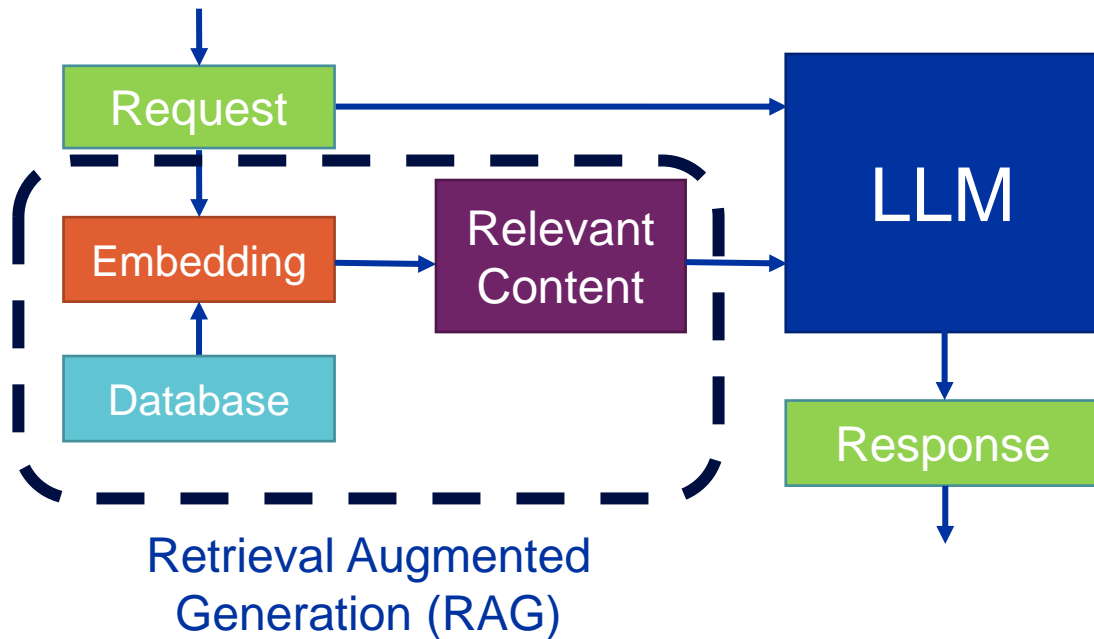 Request
LLM
Embedding
Relevant
Content
Database
Response
Retrieval Augmented
Generation (RAG)